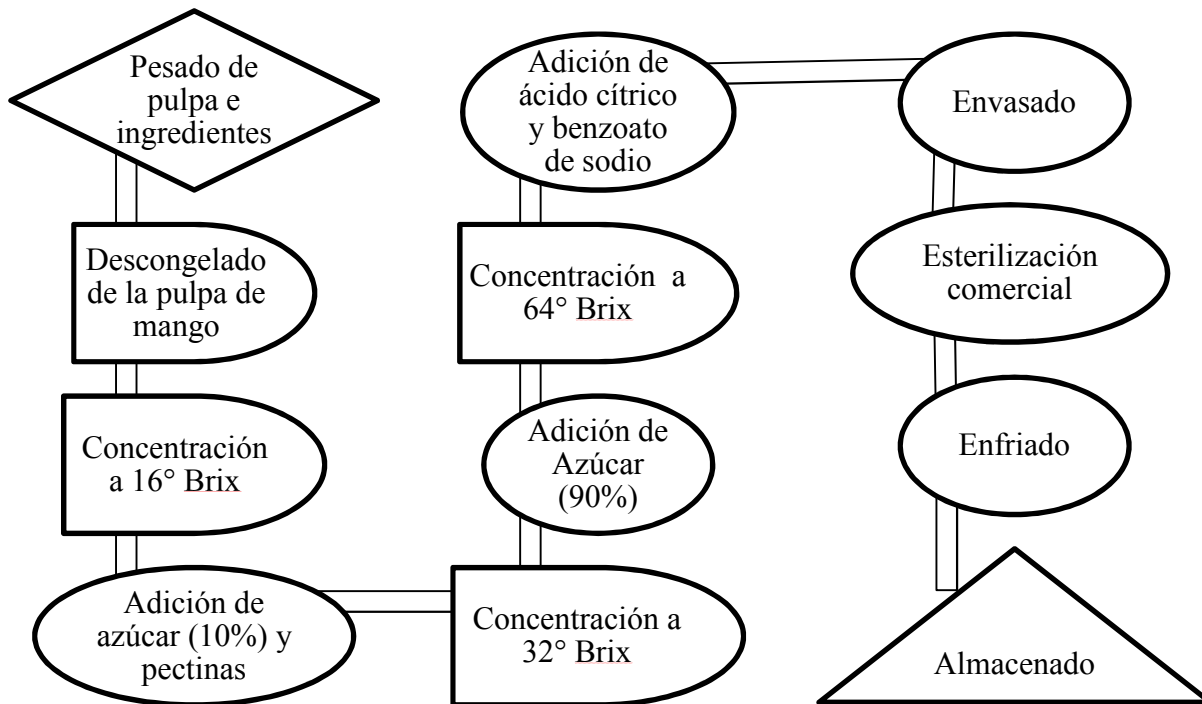 Pesado de
pulpa e
ingredientes
Descongelado
de la pulpa de
mango
Concentración
a 16° Brix
Adición de
azúcar (10%) y
pectinas
Concentración a
32° Brix
Adición de
Azúcar
(90%)
Concentración a
64° Brix
Adición de
ácido cítrico
y benzoato
de sodio
Envasado
Esterilización
comercial
Enfriado
Almacenado